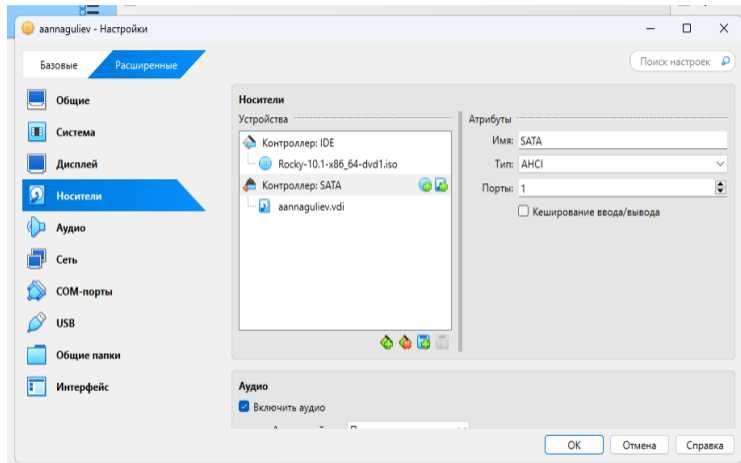 aannaguliev - Настройки
Базовые
Расширенные
Поиск настроек
Общие
Система
Дисплей
Носители
Аудио
Сеть
COM-порты
USB
Общие папки
Интерфейс
Носители
Устройства
Контроллер: IDE
Rocky-10.1-x86_64-dvd1.iso
Контроллер: SATA
aannaguliev.vdi
Атрибуты
Имя: SATA
Тип: AHCI
Порты: 1
Кеширование ввода/вывода
Аудио
Включить аудио
OK
Отмена
Справка